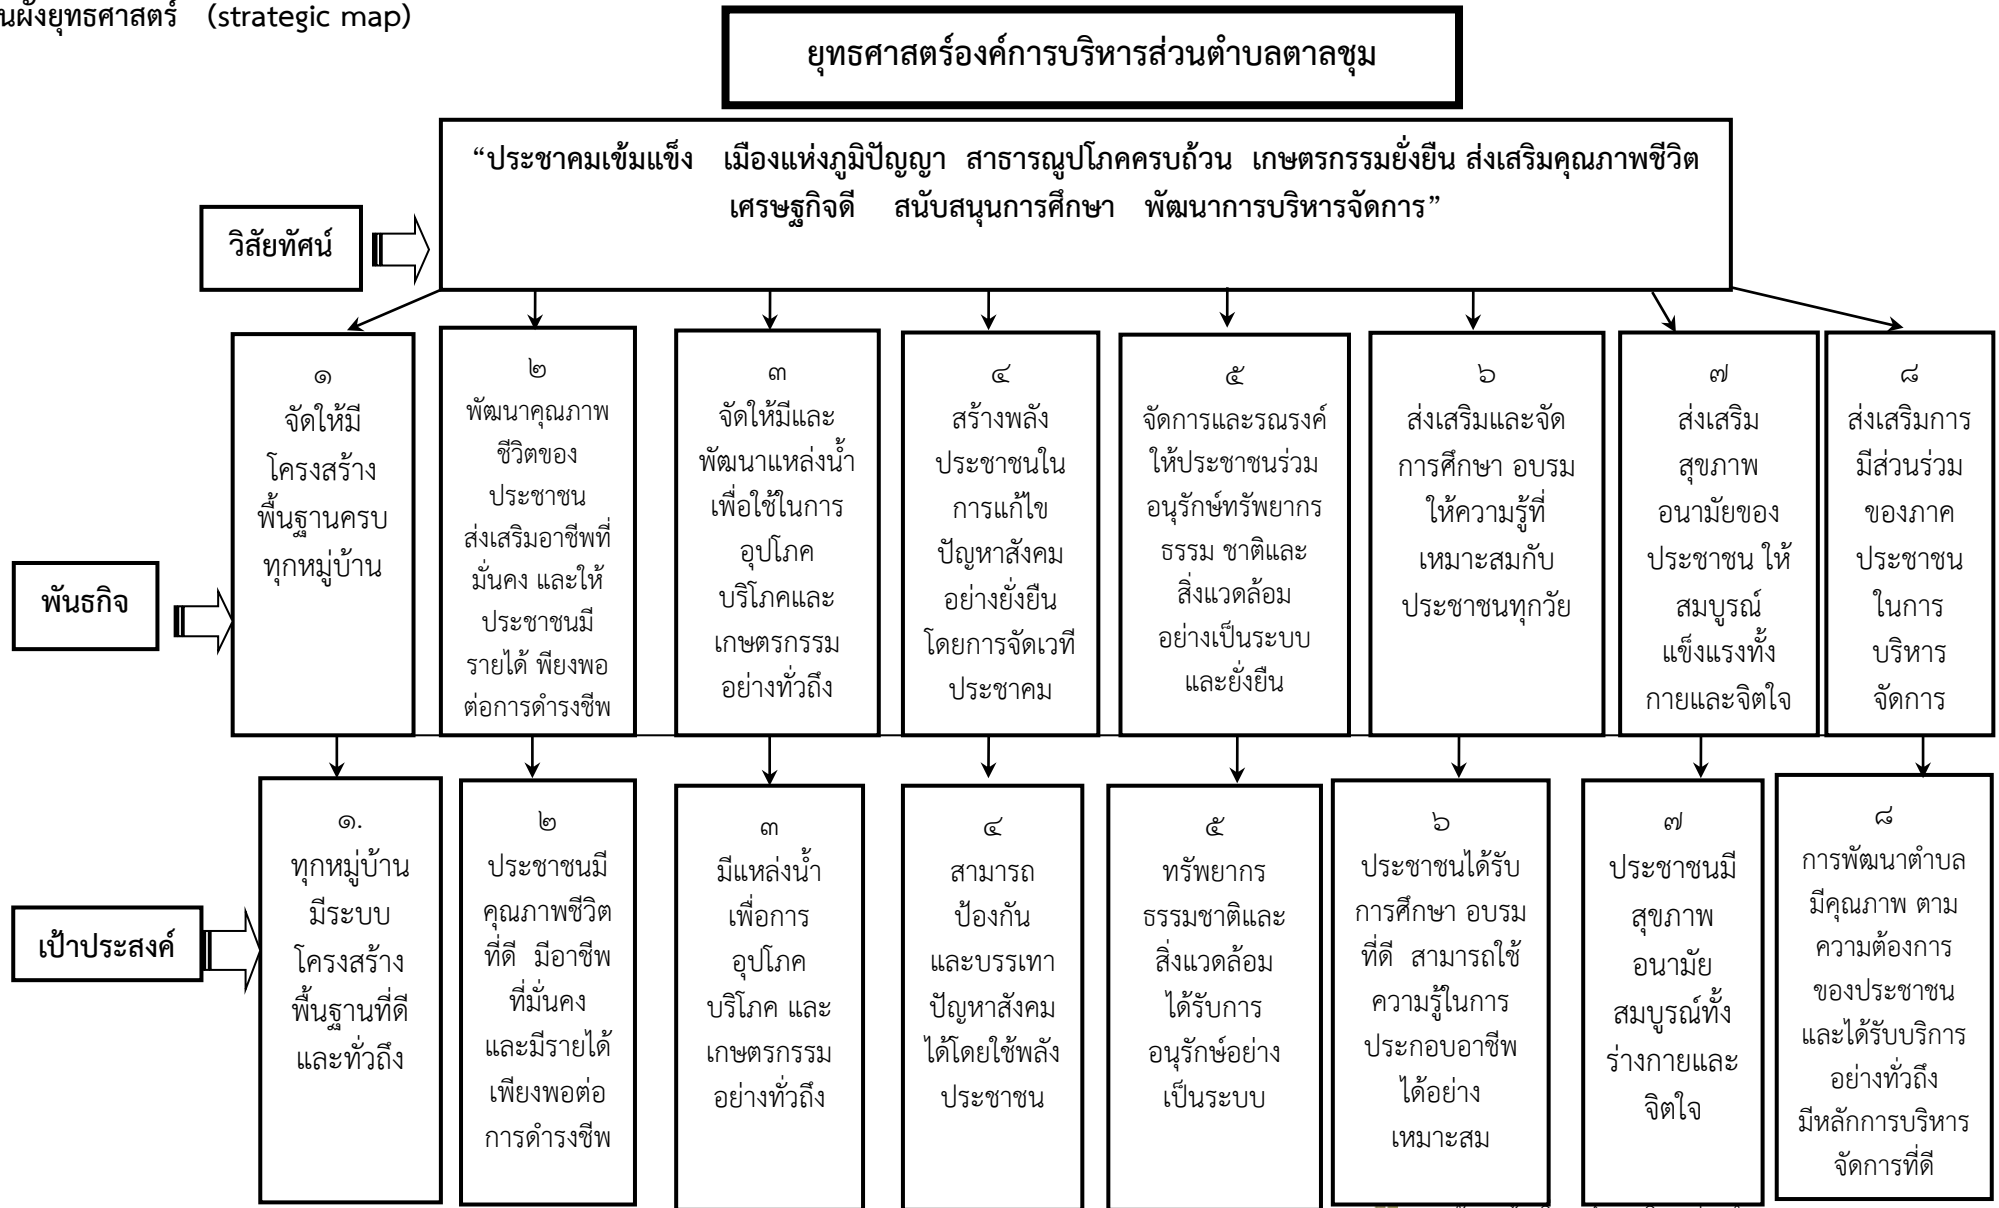 นผังยุทธศาสตร์ (strategic map)
ยุทธศาสตร์องค์การบริหารส่วนตำบลตาลชุม
“ประชาคมเข้มแข็ง เมืองแห่งภูมิปัญญา สาธารณูปโภคครบถ้วน เกษตรกรรมยั่งยืน ส่งเสริมคุณภาพชีวิต
เศรษฐกิจดี สนับสนุนการศึกษา พัฒนาการบริหารจัดการ”
วิสัยทัศน์
พันธกิจ
๑
จัดให้มี
โครงสร้าง
พื้นฐานครบ
ทุกหมู่บ้าน
๒
พัฒนาคุณภาพ
ชีวิตของ
ประชาชน
ส่งเสริมอาชีพที่
มั่นคง และให้
ประชาชนมี
รายได้ พียงพอ
ต่อการดำรงชีพ
๓
จัดให้มีและ
พัฒนาแหล่งน้ำ
เพื่อใช้ในการ
อุปโภค
บริโภคและ
เกษตรกรรม
อย่างทั่วถึง
๔
สร้างพลัง
ประชาชนใน
การแก้ไข
ปัญหาสังคม
อย่างยั่งยืน
โดยการจัดเวที
ประชาคม
๕
จัดการและรณรงค์
ให้ประชาชนร่วม
อนุรักษ์ทรัพยากร
ธรรม ชาติและ
สิ่งแวดล้อม
อย่างเป็นระบบ
และยั่งยืน
๖
ส่งเสริมและจัด
การศึกษา อบรม
ให้ความรู้ที่
เหมาะสมกับ
ประชาชนทุกวัย
๗
ส่งเสริม
สุขภาพ
อนามัยของ
ประชาชน ให้
สมบูรณ์
แข็งแรงทั้ง
กายและจิตใจ
๘
ส่งเสริมการ
มีส่วนร่วม
ของภาค
ประชาชน
ในการ
บริหาร
จัดการ
เป้าประสงค์
๑.
ทุกหมู่บ้าน
มีระบบ
โครงสร้าง
พื้นฐานที่ดี
และทั่วถึง
๒
ประชาชนมี
คุณภาพชีวิต
ที่ดี มีอาชีพ
ที่มั่นคง
และมีรายได้
เพียงพอต่อ
การดำรงชีพ
๓
มีแหล่งน้ำ
เพื่อการ
อุปโภค
บริโภค และ
เกษตรกรรม
อย่างทั่วถึง
๔
สามารถ
ป้องกัน
และบรรเทา
ปัญหาสังคม
ได้โดยใช้พลัง
ประชาชน
๕
ทรัพยากร
ธรรมชาติและ
สิ่งแวดล้อม
ได้รับการ
อนุรักษ์อย่าง
เป็นระบบ
๖
ประชาชนได้รับ
การศึกษา อบรม
ที่ดี สามารถใช้
ความรู้ในการ
ประกอบอาชีพ
ได้อย่าง
เหมาะสม
๗
ประชาชนมี
สุขภาพ
อนามัย
สมบูรณ์ทั้ง
ร่างกายและ
จิตใจ
๘
การพัฒนาตำบล
มีคุณภาพ ตาม
ความต้องการ
ของประชาชน
และได้รับบริการ
อย่างทั่วถึง
มีหลักการบริหาร
จัดการที่ดี